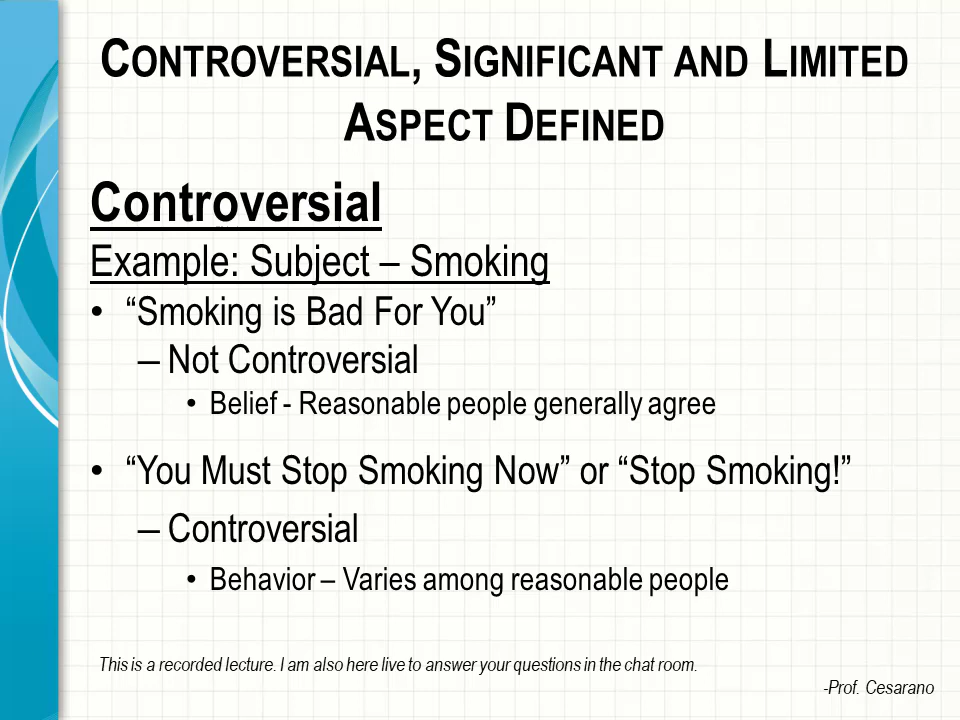 CONTROVERSIAL, SIGNIFICANT AND LIMITED
ASPECT DEFINED
Controversial
Example: Subject – Smoking
• “Smoking is Bad For You”
– Not Controversial
• Belief - Reasonable people generally agree
• “You Must Stop Smoking Now” or “Stop Smoking!”
– Controversial
• Behavior – Varies among reasonable people
This is a recorded lecture. I am also here live to answer your questions in the chat room.
-Prof. Cesarano